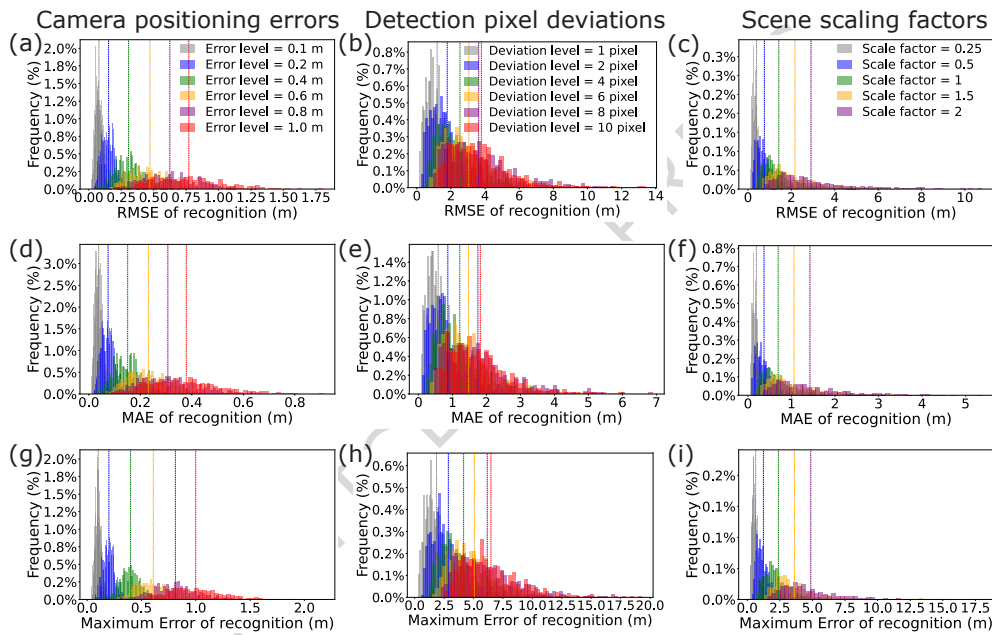 Camera positioning errors
Detection pixel deviations
Scene scaling factors
(a)
Frequency (%)
2.0%
1.8%
1.5%
1.2%
1.0%
0.8%
0.5%
0.2%
0.0%
Error level = 0.1 m
Error level = 0.2 m
Error level = 0.4 m
Error level = 0.6 m
Error level = 0.8 m
Error level = 1.0 m
0.00 0.25 0.50 0.75 1.00 1.25 1.50 1.75
RMSE of recognition (m)
(b)
Frequency (%)
0.8%
0.7%
0.6%
0.5%
0.4%
0.3%
0.2%
0.1%
0.0%
Deviation level = 1 pixel
Deviation level = 2 pixel
Deviation level = 4 pixel
Deviation level = 6 pixel
Deviation level = 8 pixel
Deviation level = 10 pixel
2 4 6 8 10 12 14
RMSE of recognition (m)
(c)
Frequency (%)
0.3%
0.3%
0.2%
0.2%
0.1%
0.1%
0.0%
Scale factor = 0.25
Scale factor = 0.5
Scale factor = 1
Scale factor = 1.5
Scale factor = 2
0 2 4 6 8 10
RMSE of recognition (m)
(d)
Frequency (%)
3.0%
2.5%
2.0%
1.5%
1.0%
0.5%
0.0%
0.0 0.2 0.4 0.6 0.8
MAE of recognition (m)
(e)
Frequency (%)
1.4%
1.2%
1.0%
0.8%
0.6%
0.4%
0.2%
0.0%
0 1 2 3 4 5 6 7
MAE of recognition (m)
(f)
Frequency (%)
0.8%
0.7%
0.6%
0.5%
0.4%
0.3%
0.2%
0.1%
0.0%
0 1 2 3 4 5
MAE of recognition (m)
(g)
Frequency (%)
2.0%
1.8%
1.5%
1.2%
1.0%
0.8%
0.5%
0.2%
0.0%
0.0 0.5 1.0 1.5 2.0
Maximum Error of recognition (m)
(h)
Frequency (%)
0.6%
0.5%
0.4%
0.3%
0.2%
0.1%
0.0%
0.0 2.5 5.0 7.5 10.0 12.5 15.0 17.5 20.0
Maximum Error of recognition (m)
(i)
Frequency (%)
0.2%
0.2%
0.1%
0.1%
0.0%
0.0 2.5 5.0 7.5 10.0 12.5 15.0 17.5
Maximum Error of recognition (m)